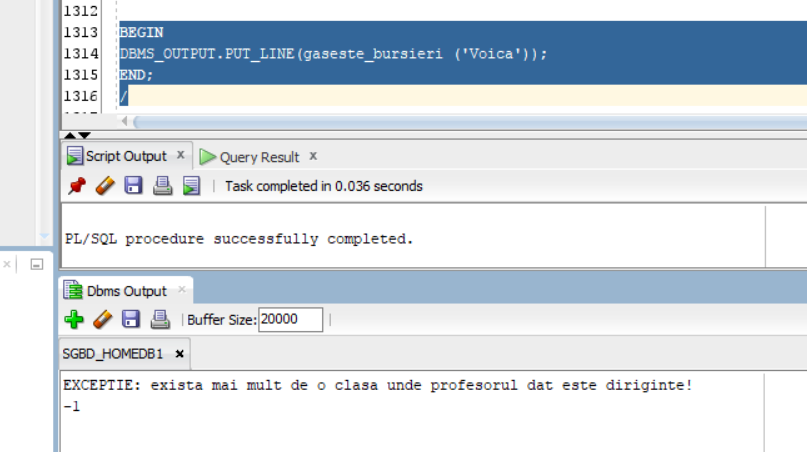 1312
1313 BEGIN
1314 DBMS_OUTPUT.PUT_LINE(gaseste_bursieri ('Voica'));
1315 END;
1316 /
Script Output x Query Result x
Task completed in 0.036 seconds
PL/SQL procedure successfully completed.
Dbms Output x
Buffer Size: 20000
SGBD_HOMEDB1 x
EXCEPTIE: exista mai mult de o clasa unde profesorul dat este diriginte!
-1